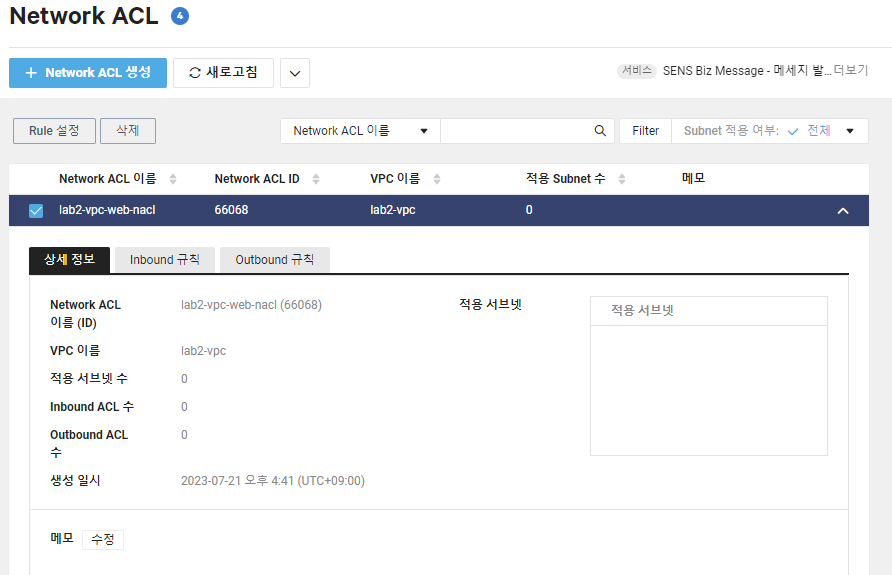 Network ACL 4
+ Network ACL 생성 새로고침
서비스 SENS Biz Message - 메세지 발... 더보기
Rule 설정 삭제 Network ACL 이름 Filter Subnet 적용 여부: 전체
Network ACL 이름 Network ACL ID VPC 이름 적용 Subnet 수 메모
lab2-vpc-web-nacl 66068 lab2-vpc 0
상세 정보 Inbound 규칙 Outbound 규칙
Network ACL
이름 (ID)
lab2-vpc-web-nacl (66068)
VPC 이름 lab2-vpc
적용 서브넷 수 0
Inbound ACL 수 0
Outbound ACL
수
0
생성 일시 2023-07-21 오후 4:41 (UTC+09:00)
적용 서브넷
적용 서브넷
메모 수정